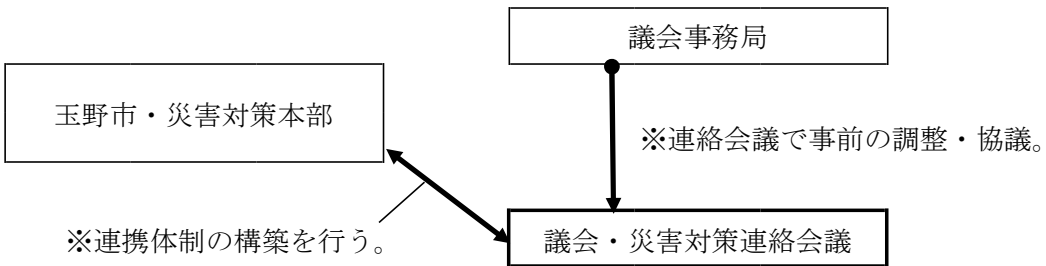 議会事務局
玉野市・災害対策本部
※連絡会議で事前の調整・協議。
※連携体制の構築を行う。
議会・災害対策連絡会議